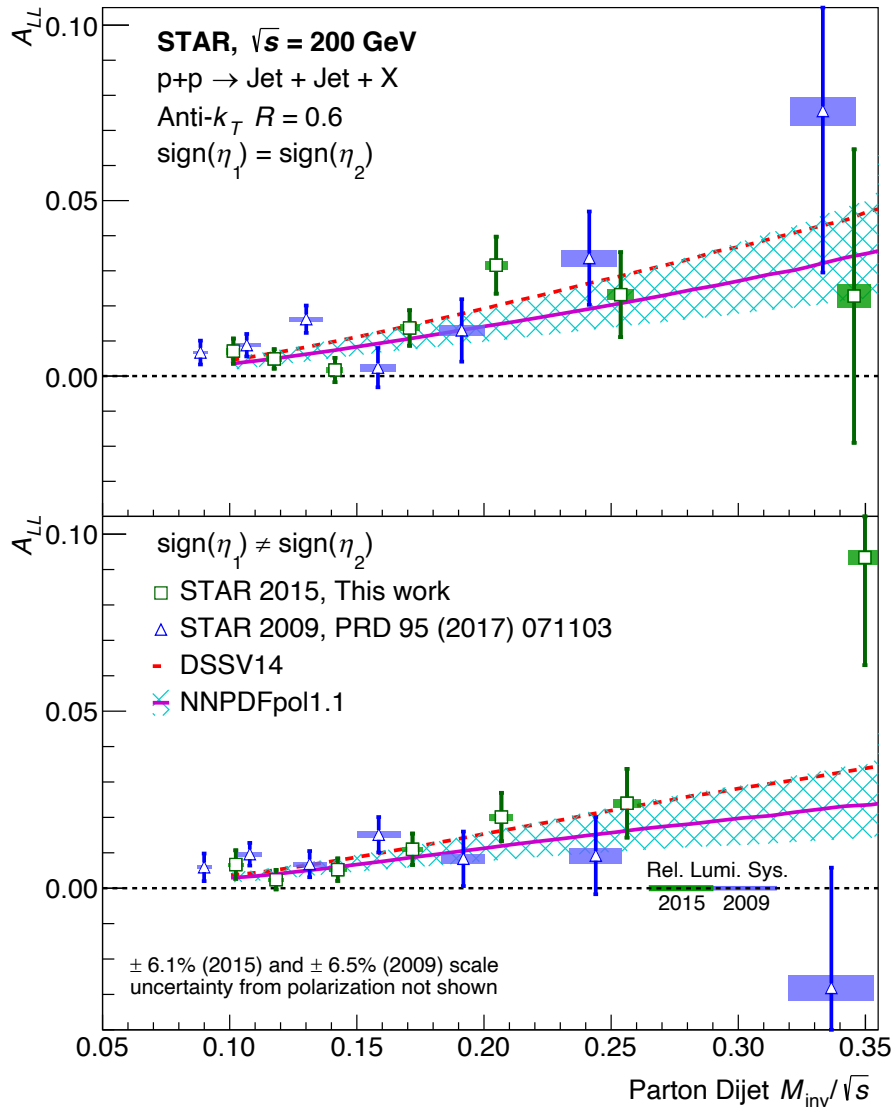 A_LL
0.10
STAR, √s = 200 GeV
p+p → Jet + Jet + X
Anti-k_T R = 0.6
sign(η_1) = sign(η_2)
0.05
0.00
A_LL
0.10
sign(η_1) ≠ sign(η_2)
STAR 2015, This work
STAR 2009, PRD 95 (2017) 071103
DSSV14
NNPDFpol1.1
0.05
Rel. Lumi. Sys.
2015 2009
0.00
± 6.1% (2015) and ± 6.5% (2009) scale
uncertainty from polarization not shown
0.05 0.10 0.15 0.20 0.25 0.30 0.35
Parton Dijet M_inv/√s